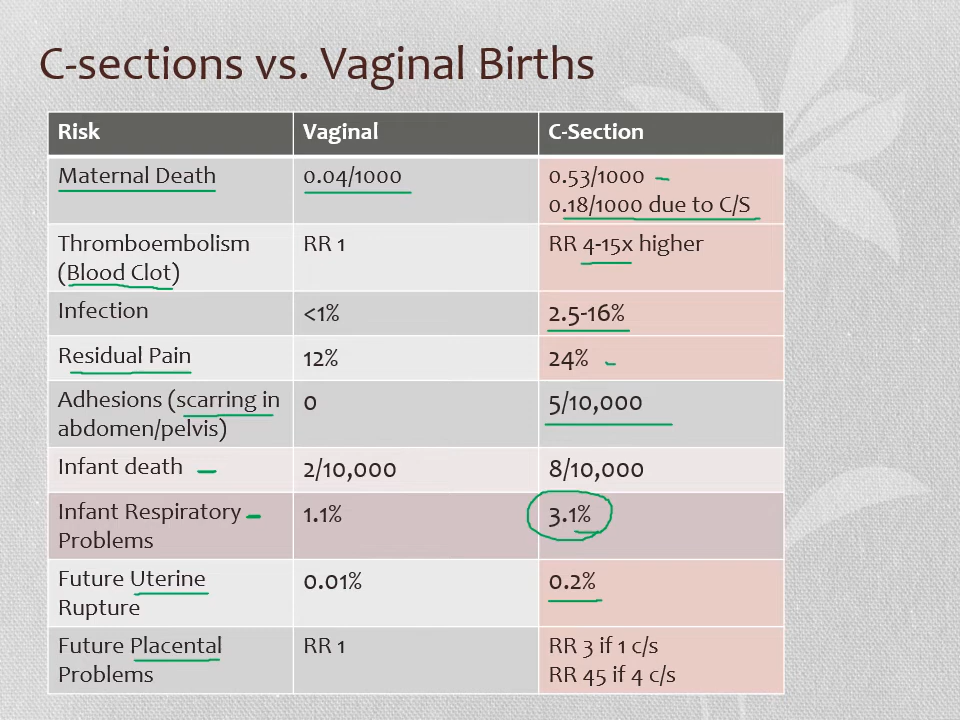 C-sections vs. Vaginal Births
Risk Vaginal C-Section
Maternal Death 0.04/1000 0.53/1000
0.18/1000 due to C/S
Thromboembolism RR 1 RR 4-15x higher
(Blood Clot)
Infection <1% 2.5-16%
Residual Pain 12% 24%
Adhesions (scarring in 0 5/10,000
abdomen/pelvis)
Infant death 2/10,000 8/10,000
Infant Respiratory 1.1% 3.1%
Problems
Future Uterine 0.01% 0.2%
Rupture
Future Placental RR 1 RR 3 if 1 c/s
Problems RR 45 if 4 c/s